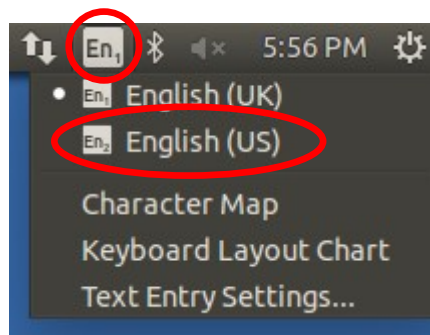 En₁ 5:56 PM
En₁ English (UK)
En₂ English (US)
Character Map
Keyboard Layout Chart
Text Entry Settings...